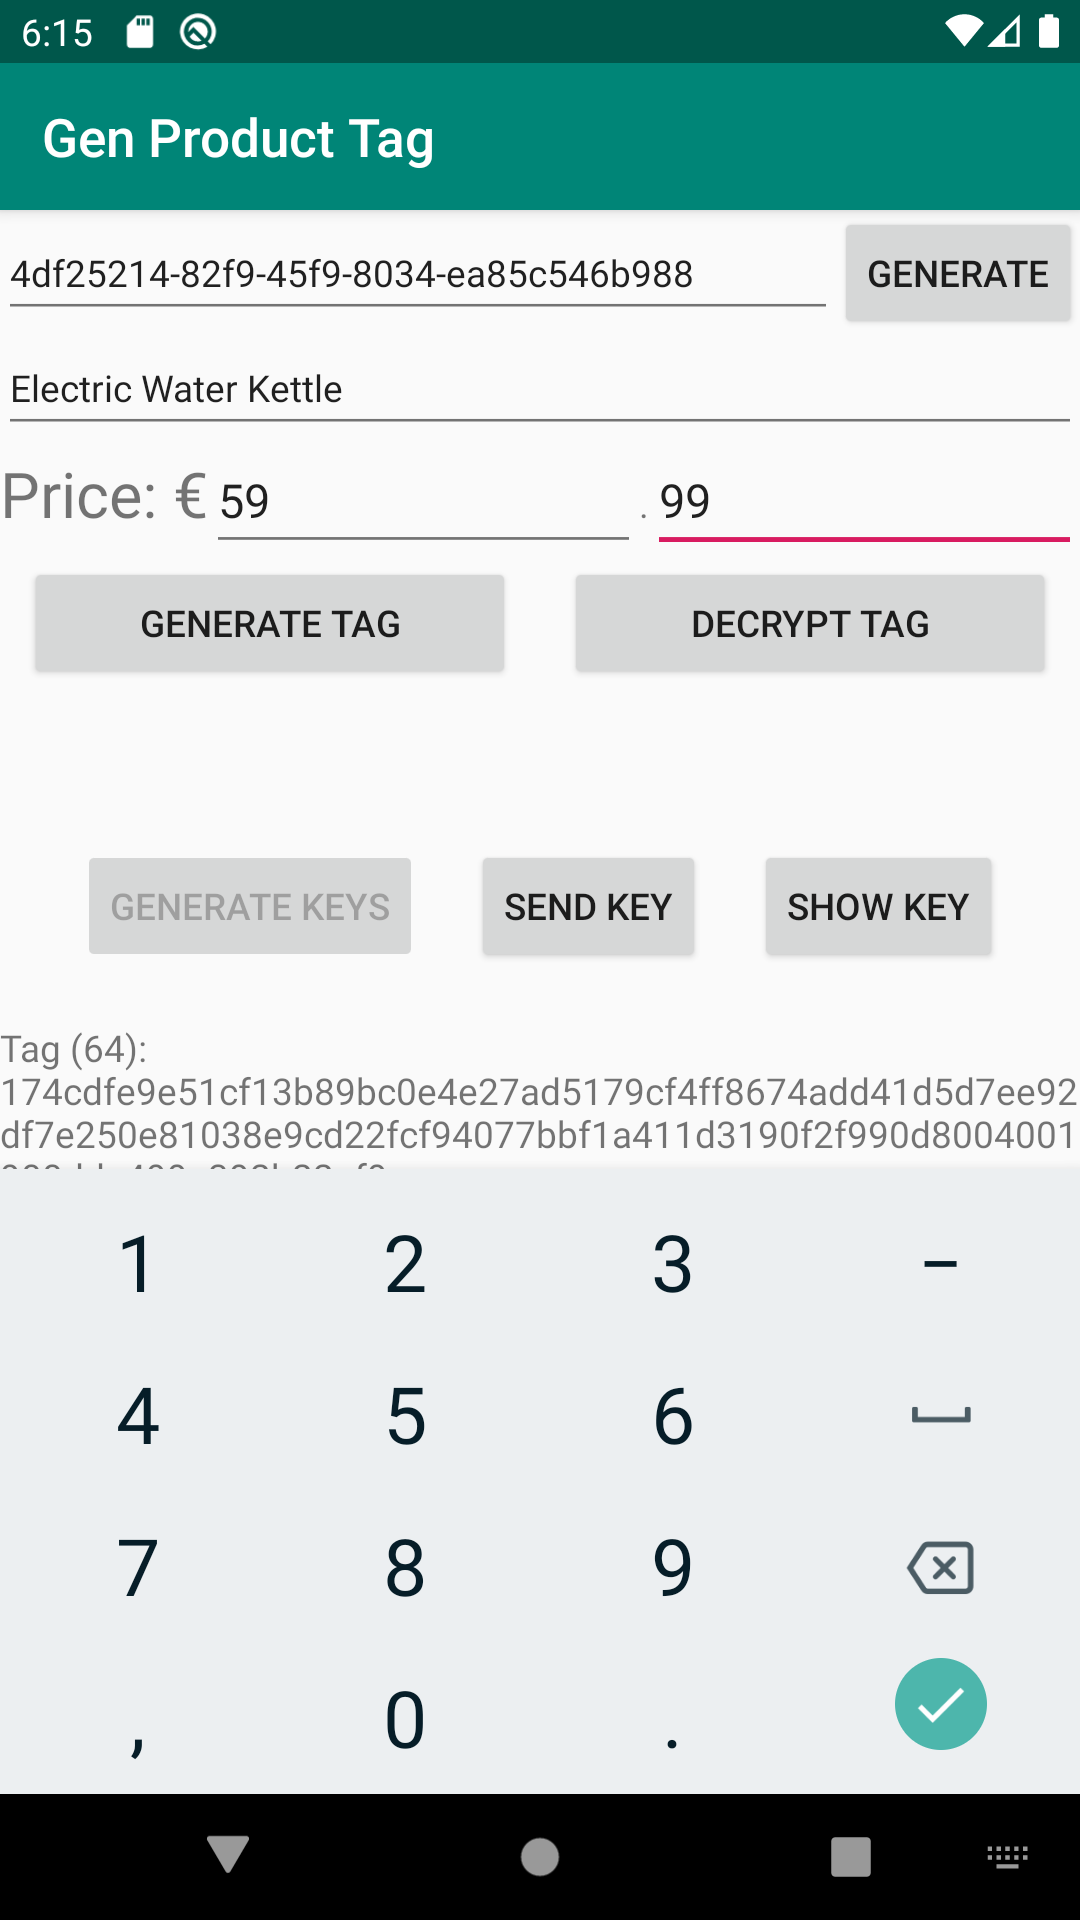 6:15
Gen Product Tag
4df25214-82f9-45f9-8034-ea85c546b988 GENERATE
Electric Water Kettle
Price: € 59 . 99
GENERATE TAG DECRYPT TAG
GENERATE KEYS SEND KEY SHOW KEY
Tag (64):
174cdfe9e51cf13b89bc0e4e27ad5179cf4ff8674add41d5d7ee92
df7e250e81038e9cd22fcf94077bbf1a411d3190f2f990d8004001
1 2 3 –
4 5 6
7 8 9
, 0 .